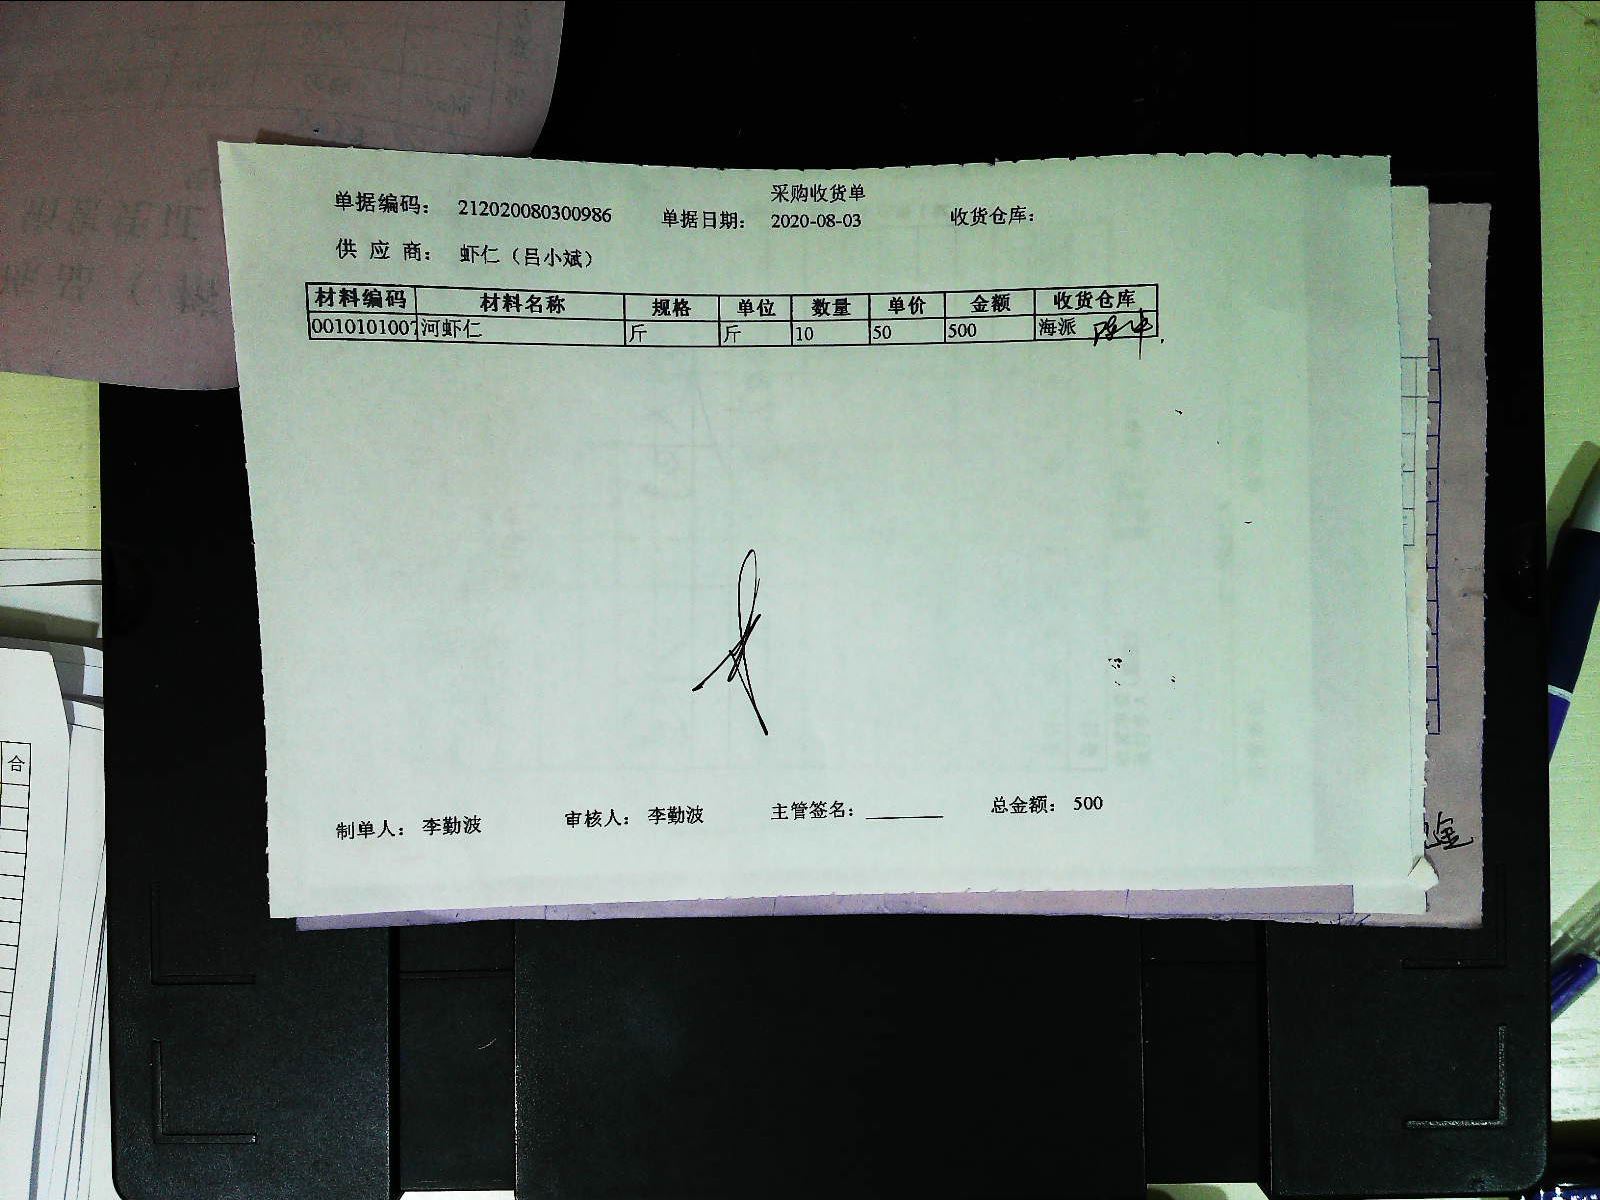 采购收货单
单据编码: 212020080300986 单据日期: 2020-08-03 收货仓库:
供 应 商: 虾仁（吕小斌）
材料编码 材料名称 规格 单位 数量 单价 金额 收货仓库
0010101007 河虾仁 斤 斤 10 50 500 海派
制单人: 李勤波 审核人: 李勤波 主管签名: 总金额: 500
合